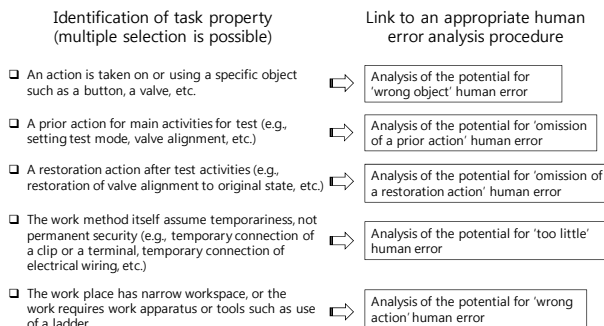 Identification of task property
(multiple selection is possible)
Link to an appropriate human
error analysis procedure
❑ An action is taken on or using a specific object
such as a button, a valve, etc.
Analysis of the potential for
‘wrong object’ human error
❑ A prior action for main activities for test (e.g.,
setting test mode, valve alignment, etc.)
Analysis of the potential for ‘omission
of a prior action’ human error
❑ A restoration action after test activities (e.g.,
restoration of valve alignment to original state, etc.)
Analysis of the potential for ‘omission of
a restoration action’ human error
❑ The work method itself assume temporariness, not
permanent security (e.g., temporary connection of
a clip or a terminal, temporary connection of
electrical wiring, etc.)
Analysis of the potential for ‘too little’
human error
❑ The work place has narrow workspace, or the
work requires work apparatus or tools such as use
of a ladder
Analysis of the potential for ‘wrong
action’ human error